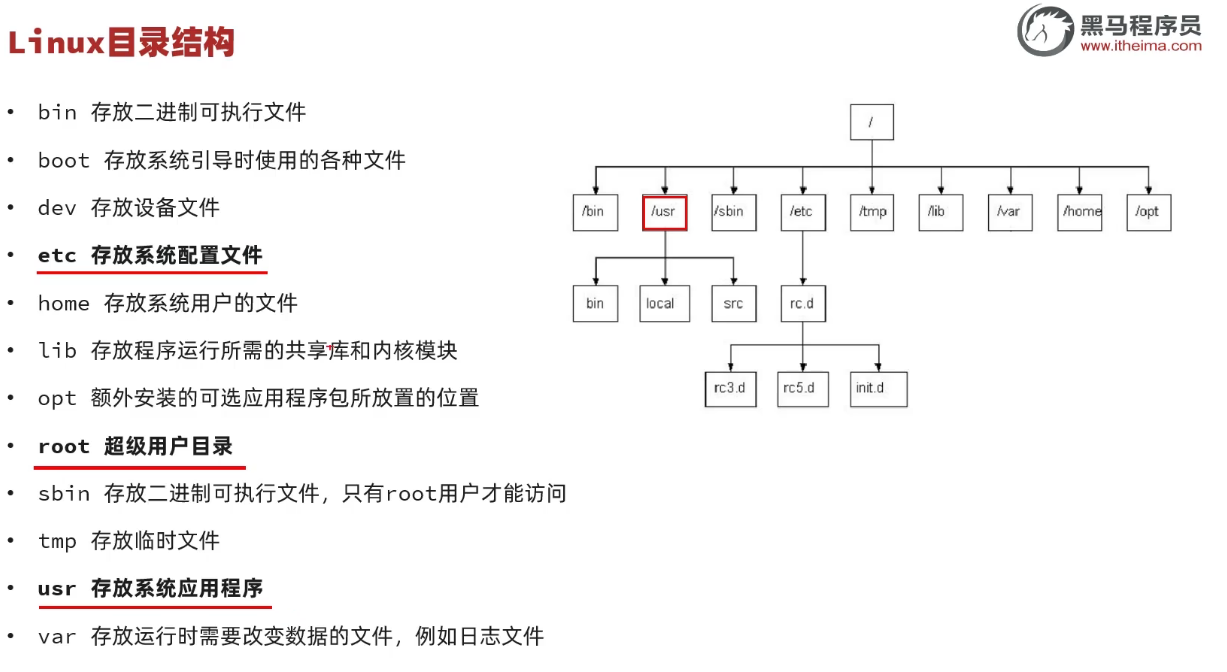 Linux目录结构
黑马程序员
www.itheima.com
• bin 存放二进制可执行文件
• boot 存放系统引导时使用的各种文件
• dev 存放设备文件
• etc 存放系统配置文件
• home 存放系统用户的文件
• lib 存放程序运行所需的共享库和内核模块
• opt 额外安装的可选应用程序包所放置的位置
• root 超级用户目录
• sbin 存放二进制可执行文件，只有root用户才能访问
• tmp 存放临时文件
• usr 存放系统应用程序
• var 存放运行时需要改变数据的文件，例如日志文件
/
/bin /usr /sbin /etc /tmp /lib /var /home /opt
bin local src rc.d
rc3.d rc5.d init.d